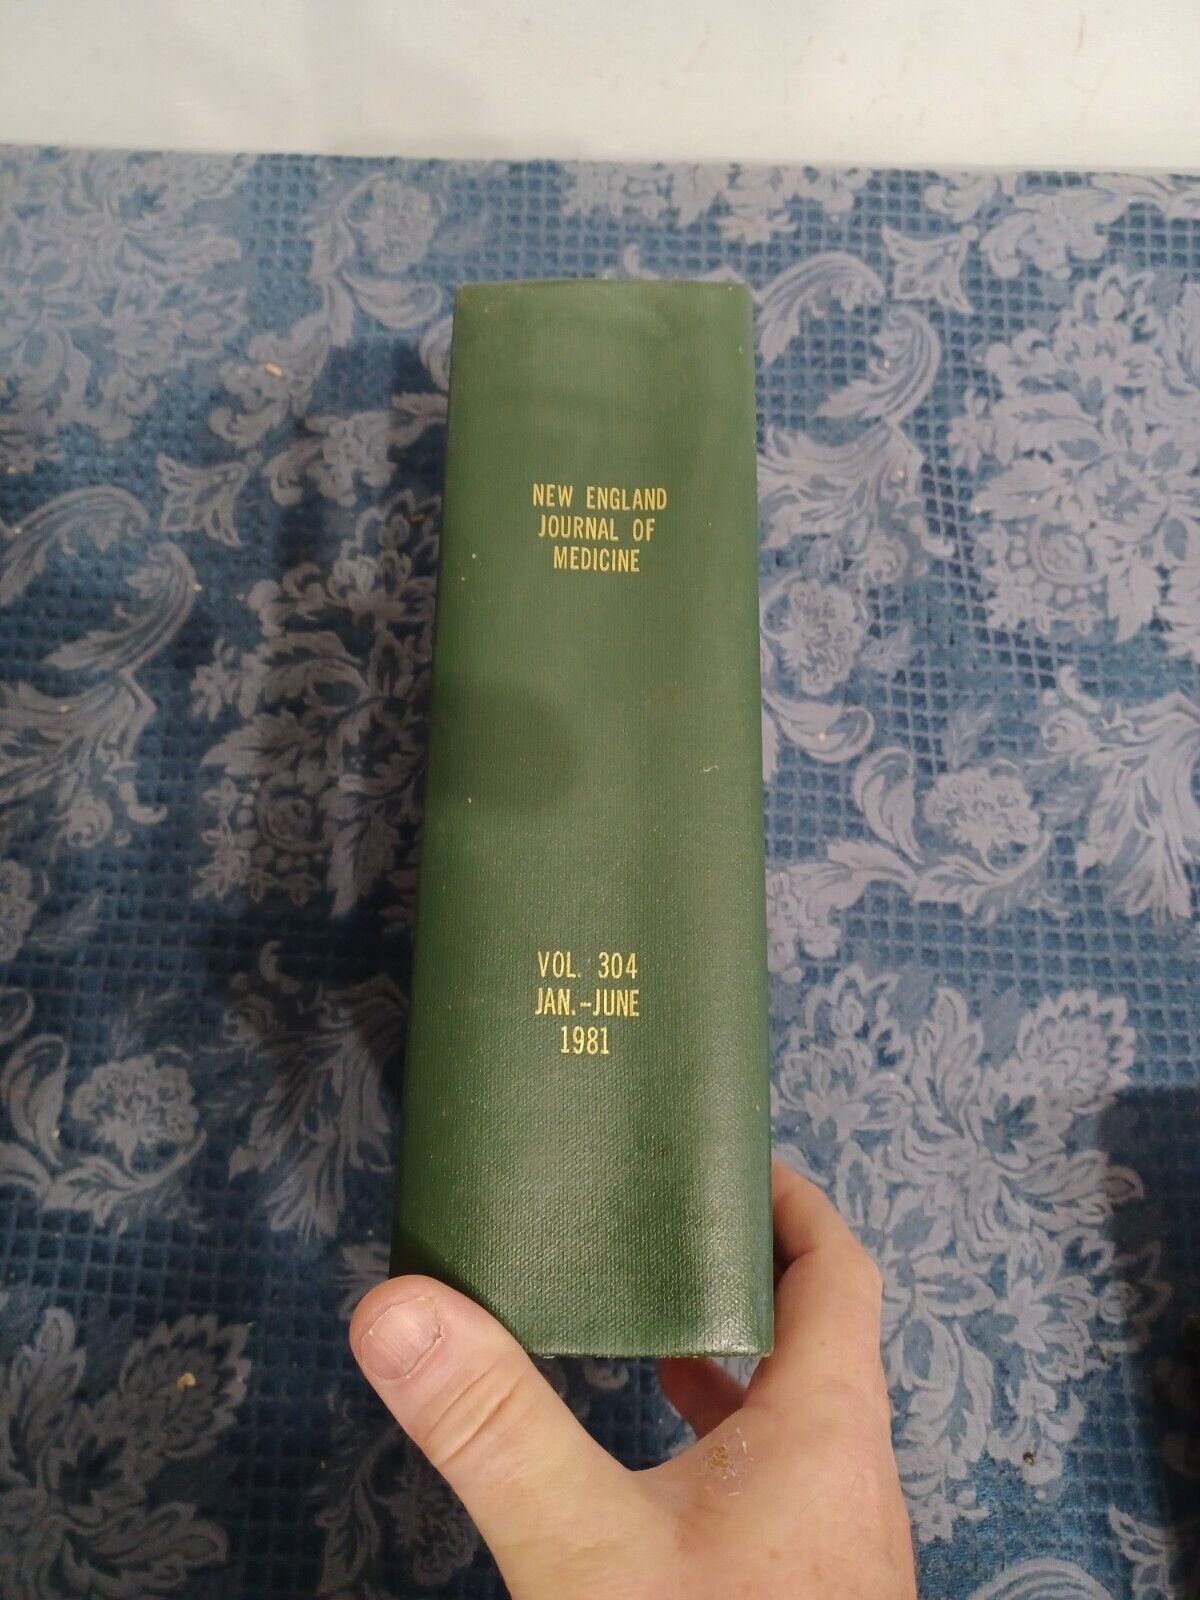 NEW ENGLAND
JOURNAL OF
MEDICINE
VOL. 304
JAN.-JUNE
1981